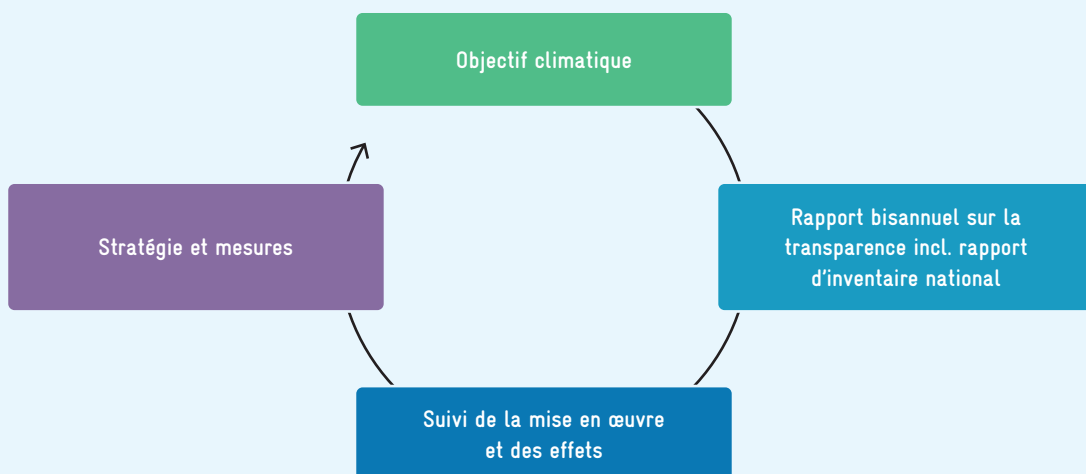 Objectif climatique
Stratégie et mesures
Rapport bisannuel sur la
transparence incl. rapport
d'inventaire national
Suivi de la mise en œuvre
et des effets